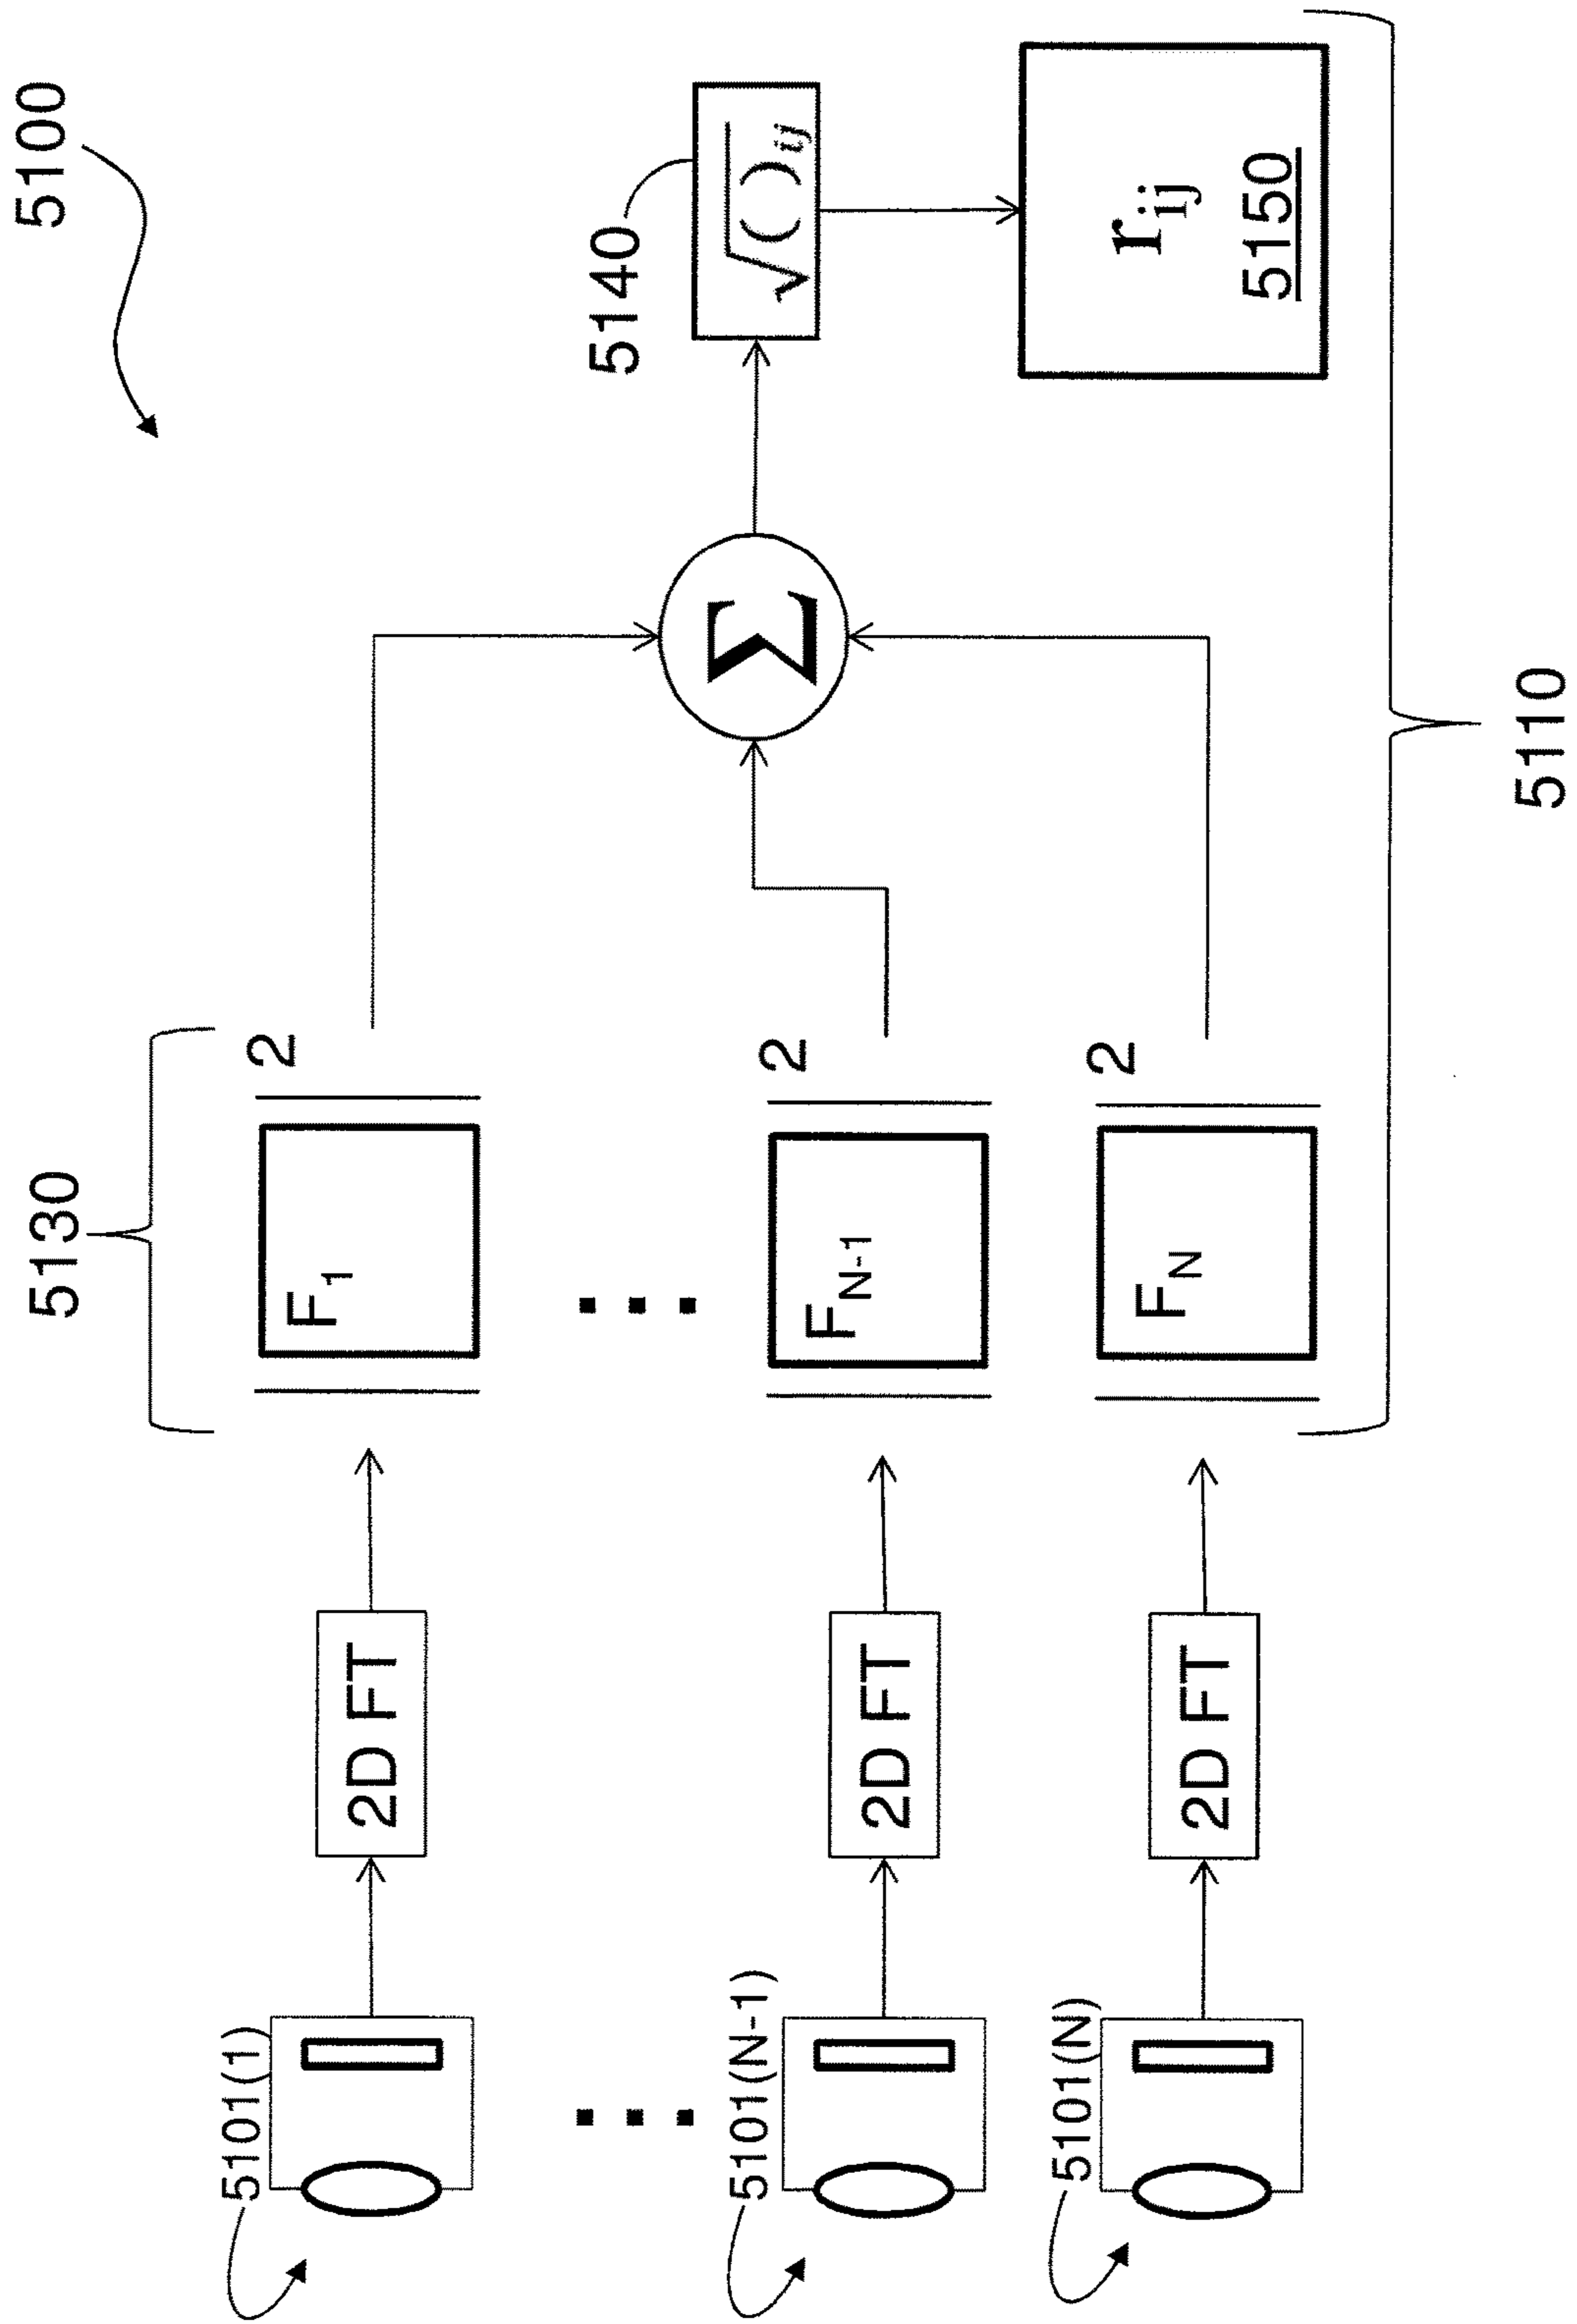 5100
5130
5101(1)
2D FT
F1
2
5140
√( )ij
Σ
rij
5150
5101(N-1)
2D FT
FN-1
2
5101(N)
2D FT
FN
2
5110